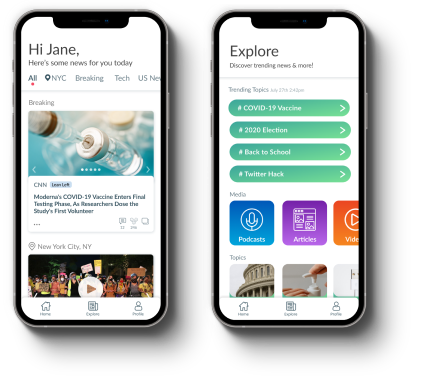 Hi Jane,
Here's some news for you today
All NYC Breaking Tech US New
Breaking
CNN Lean Left
Moderna's COVID-19 Vaccine Enters Final
Testing Phase, As Researchers Dose the
Study's First Volunteer
...
New York City, NY
Home Explore Profile
Explore
Discover trending news & more!
Trending Topics July 27th 2:43pm
# COVID-19 Vaccine
# 2020 Election
# Back to School
# Twitter Hack
Media
Podcasts Articles Vide
Topics
Home Explore Profile